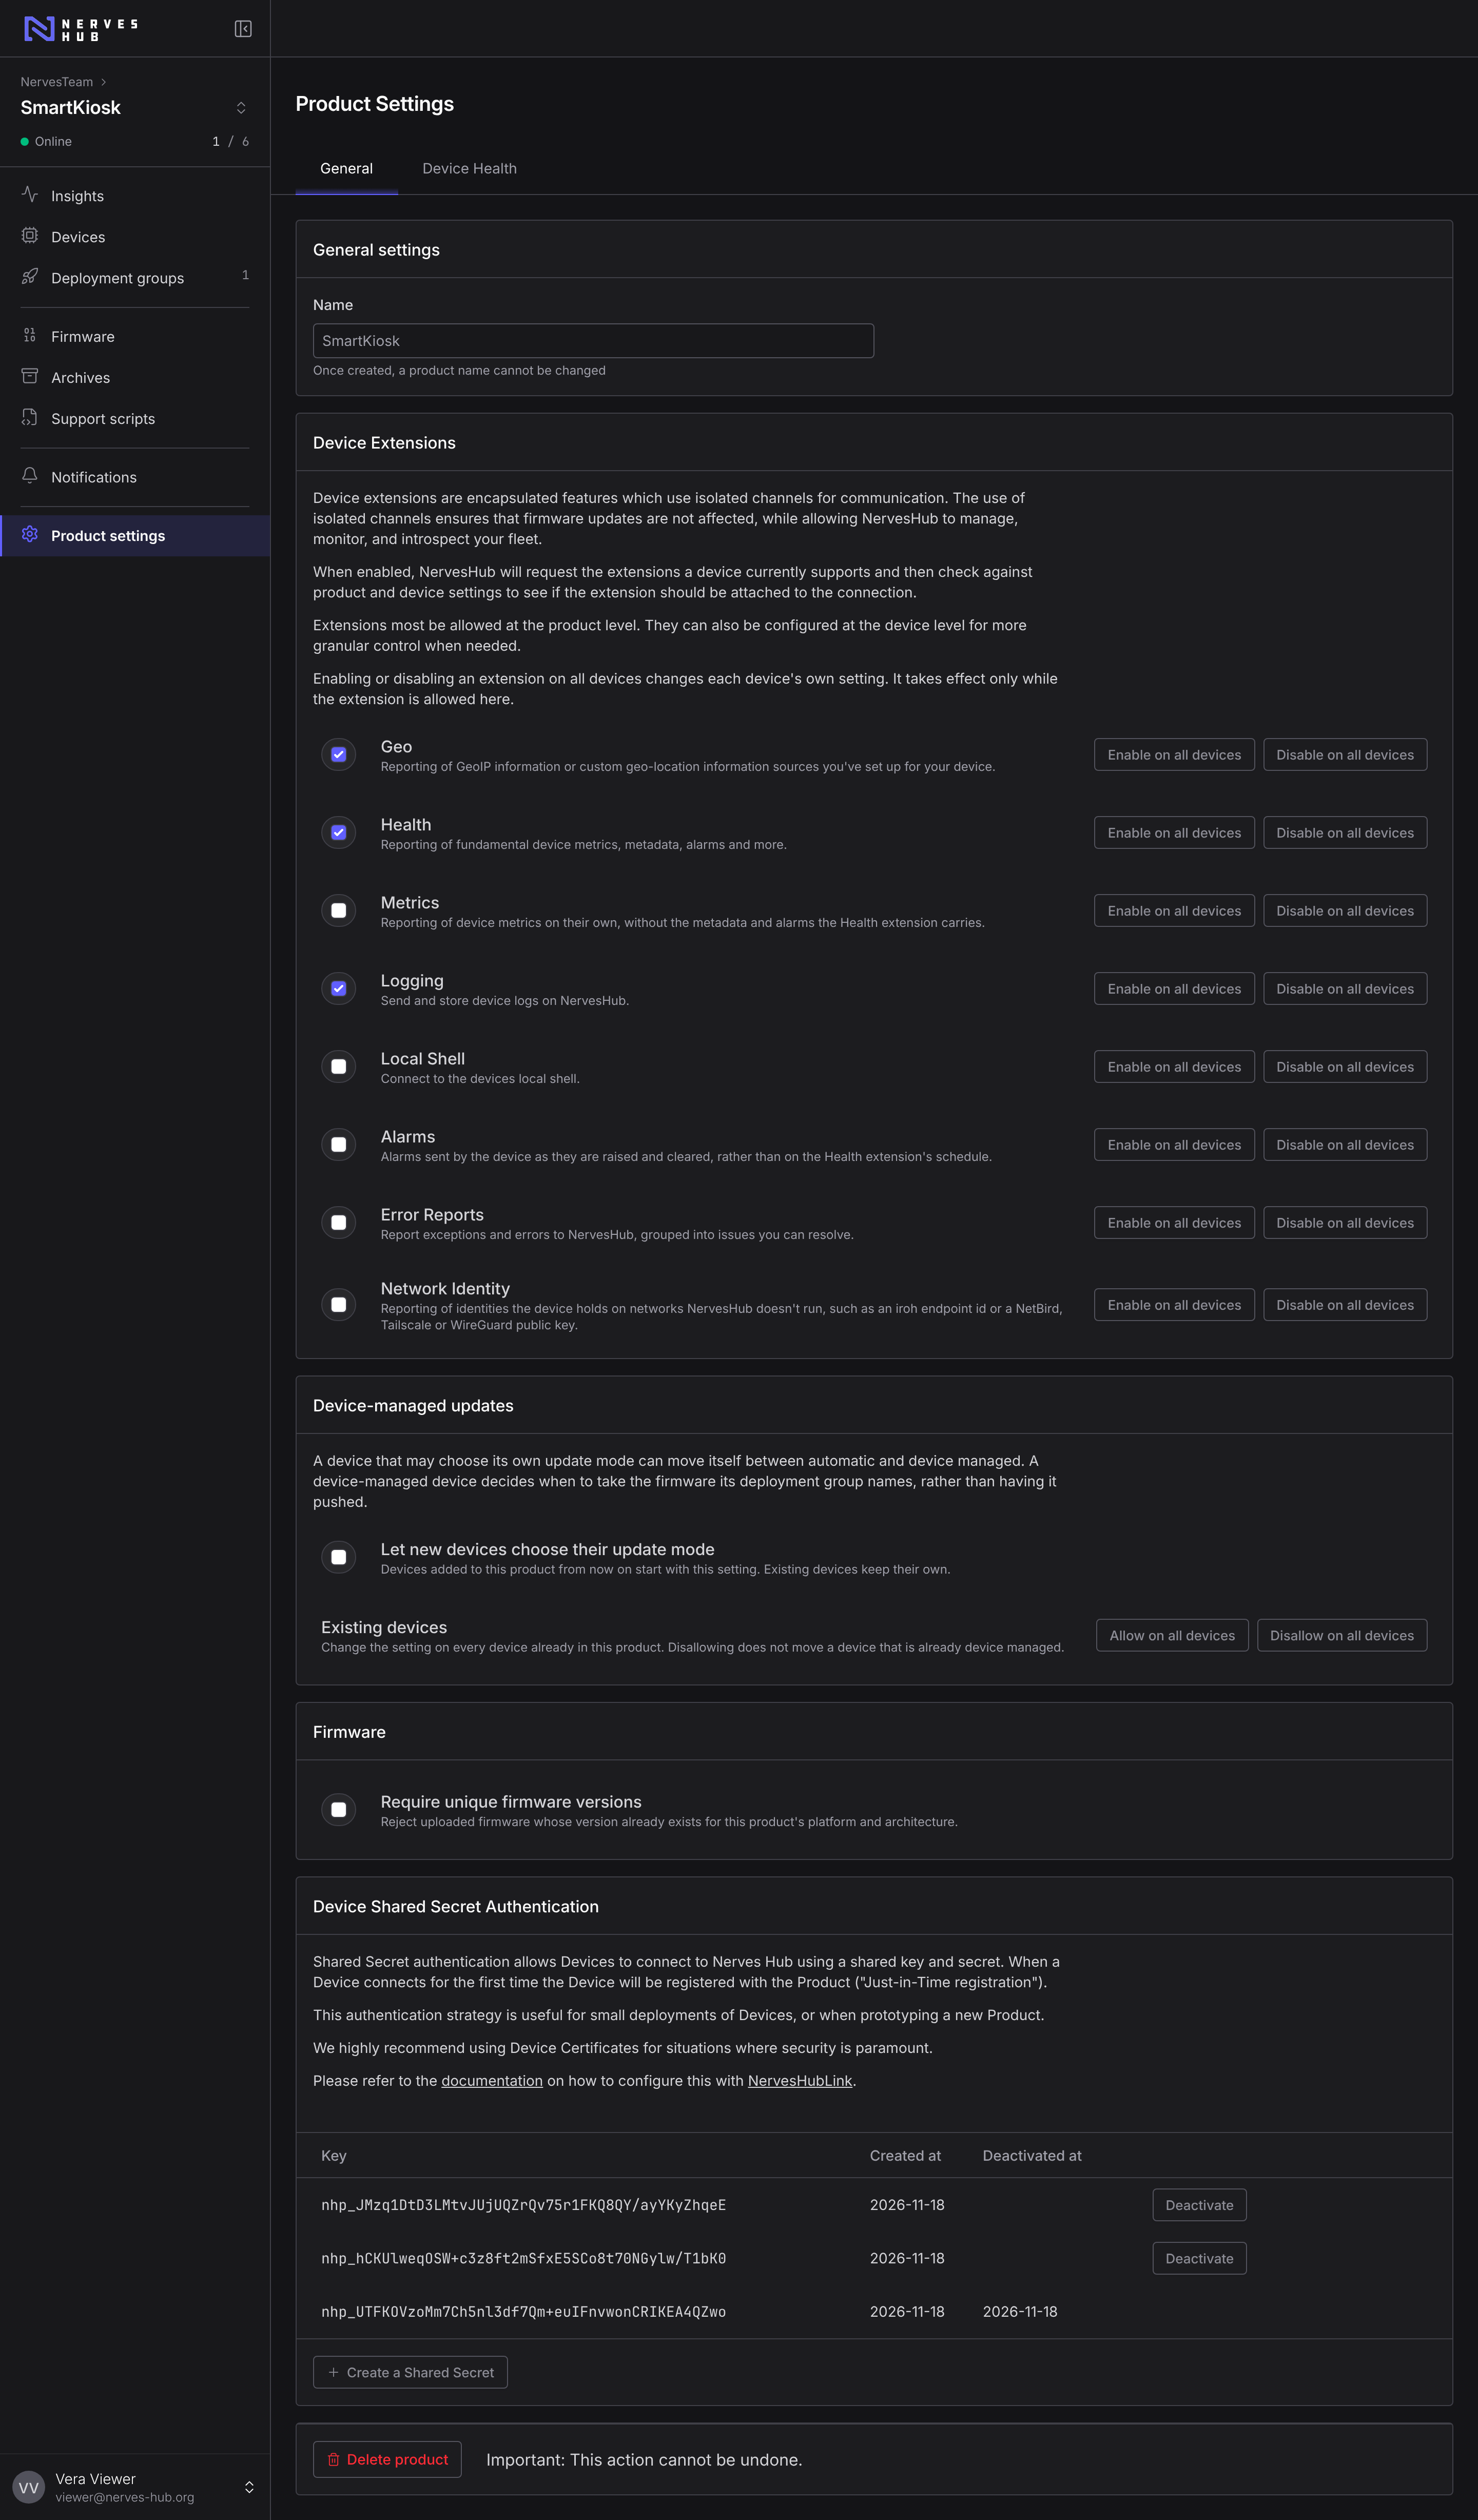 NERVES
HUB
NervesTeam
SmartKiosk
Online 1 / 6
Insights
Devices
Deployment groups 1
Firmware
Archives
Support scripts
Notifications
Product settings
Vera Viewer
VV
viewer@nerves-hub.org
Product Settings
General Device Health
General settings
Name
SmartKiosk
Once created, a product name cannot be changed
Device Extensions
Device extensions are encapsulated features which use isolated channels for communication. The use of
isolated channels ensures that firmware updates are not affected, while allowing NervesHub to manage,
monitor, and introspect your fleet.
When enabled, NervesHub will request the extensions a device currently supports and then check against
product and device settings to see if the extension should be attached to the connection.
Extensions most be allowed at the product level. They can also be configured at the device level for more
granular control when needed.
Enabling or disabling an extension on all devices changes each device's own setting. It takes effect only while
the extension is allowed here.
Geo
Reporting of GeoIP information or custom geo-location information sources you've set up for your device.
Enable on all devices Disable on all devices
Health
Reporting of fundamental device metrics, metadata, alarms and more.
Enable on all devices Disable on all devices
Metrics
Reporting of device metrics on their own, without the metadata and alarms the Health extension carries.
Enable on all devices Disable on all devices
Logging
Send and store device logs on NervesHub.
Enable on all devices Disable on all devices
Local Shell
Connect to the devices local shell.
Enable on all devices Disable on all devices
Alarms
Alarms sent by the device as they are raised and cleared, rather than on the Health extension's schedule.
Enable on all devices Disable on all devices
Error Reports
Report exceptions and errors to NervesHub, grouped into issues you can resolve.
Enable on all devices Disable on all devices
Network Identity
Reporting of identities the device holds on networks NervesHub doesn't run, such as an iroh endpoint id or a NetBird,
Tailscale or WireGuard public key.
Enable on all devices Disable on all devices
Device-managed updates
A device that may choose its own update mode can move itself between automatic and device managed. A
device-managed device decides when to take the firmware its deployment group names, rather than having it
pushed.
Let new devices choose their update mode
Devices added to this product from now on start with this setting. Existing devices keep their own.
Existing devices
Change the setting on every device already in this product. Disallowing does not move a device that is already device managed.
Allow on all devices Disallow on all devices
Firmware
Require unique firmware versions
Reject uploaded firmware whose version already exists for this product's platform and architecture.
Device Shared Secret Authentication
Shared Secret authentication allows Devices to connect to Nerves Hub using a shared key and secret. When a
Device connects for the first time the Device will be registered with the Product ("Just-in-Time registration").
This authentication strategy is useful for small deployments of Devices, or when prototyping a new Product.
We highly recommend using Device Certificates for situations where security is paramount.
Please refer to the documentation on how to configure this with NervesHubLink.
Key Created at Deactivated at
nhp_JMzq1DtD3LMtvJUjUQZrQv75r1FKQ8QY/ayYKyZhqeE 2026-11-18 Deactivate
nhp_hCKUlweqOSW+c3z8ft2mSfxE5SCo8t70NGylw/T1bK0 2026-11-18 Deactivate
nhp_UTFKOVzoMm7Ch5nl3df7Qm+euIFnvwonCRIKEA4QZwo 2026-11-18 2026-11-18
Create a Shared Secret
Delete product Important: This action cannot be undone.